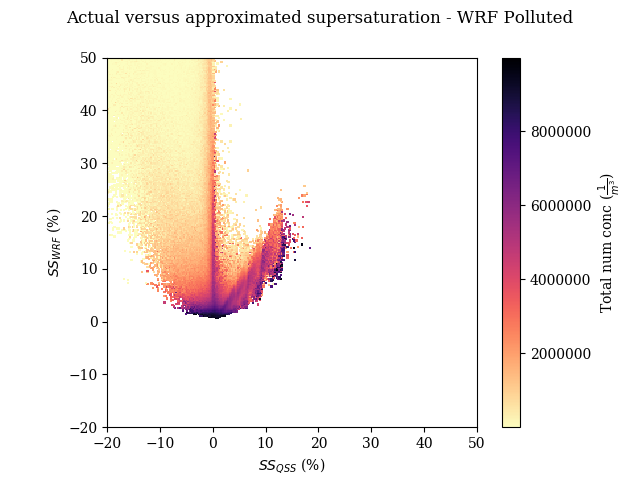 Actual versus approximated supersaturation - WRF Polluted
50
40
30
20
10
0
−10
−20
SS_WRF (%)
−20 −10 0 10 20 30 40 50
SS_QSS (%)
8000000
6000000
4000000
2000000
Total num conc (1/m³)